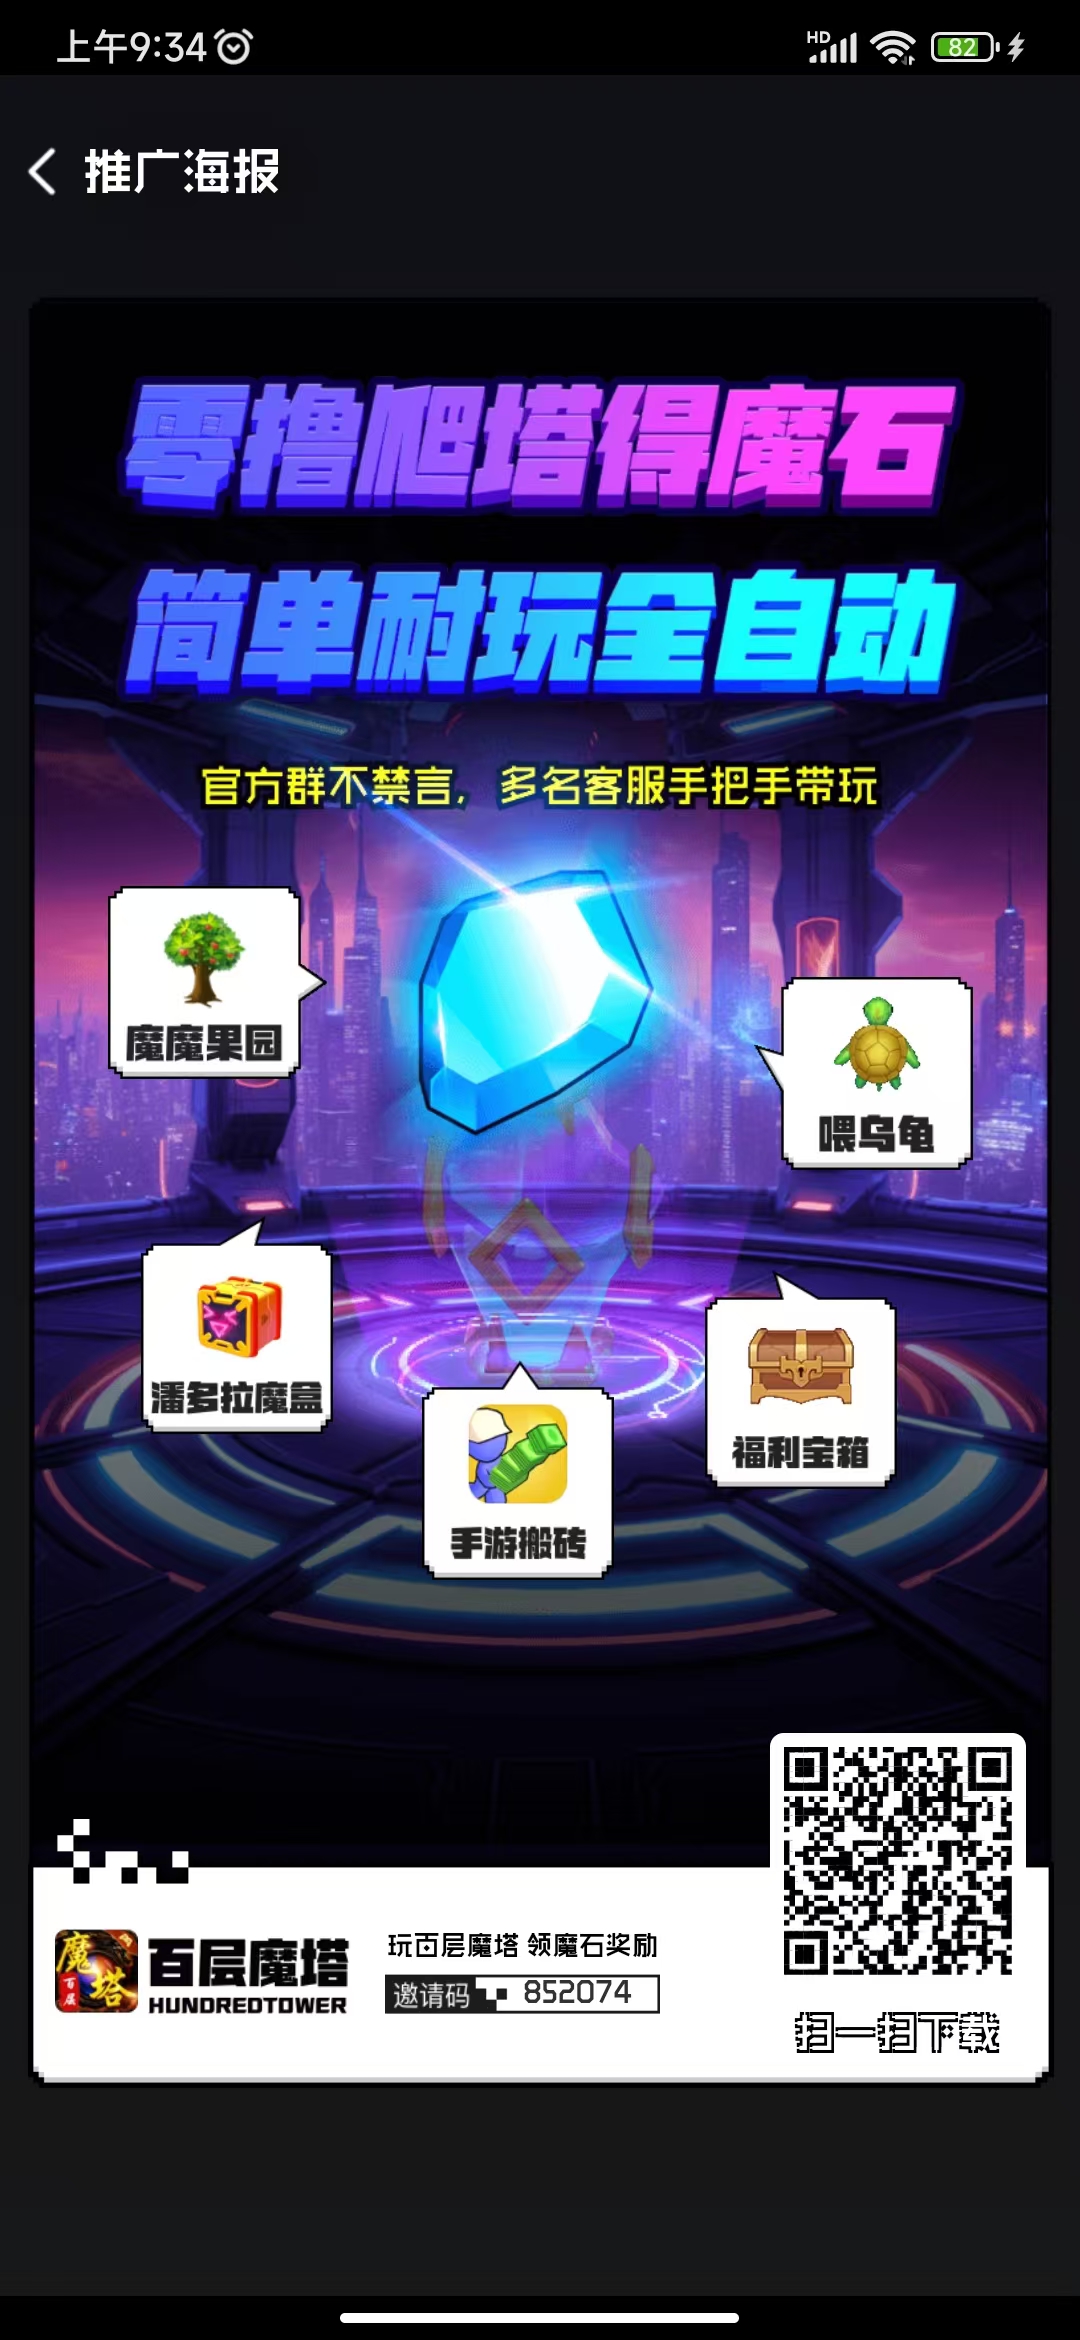 上午9:34
HD
82
推广海报
零撸爬塔得魔石
简单耐玩全自动
官方群不禁言，多名客服手把手带玩
魔魔果园
喂乌龟
潘多拉魔盒
福利宝箱
手游搬砖
魔塔
百层
百层魔塔
HUNDREDTOWER
玩百层魔塔 领魔石奖励
邀请码 852074
扫一扫下载